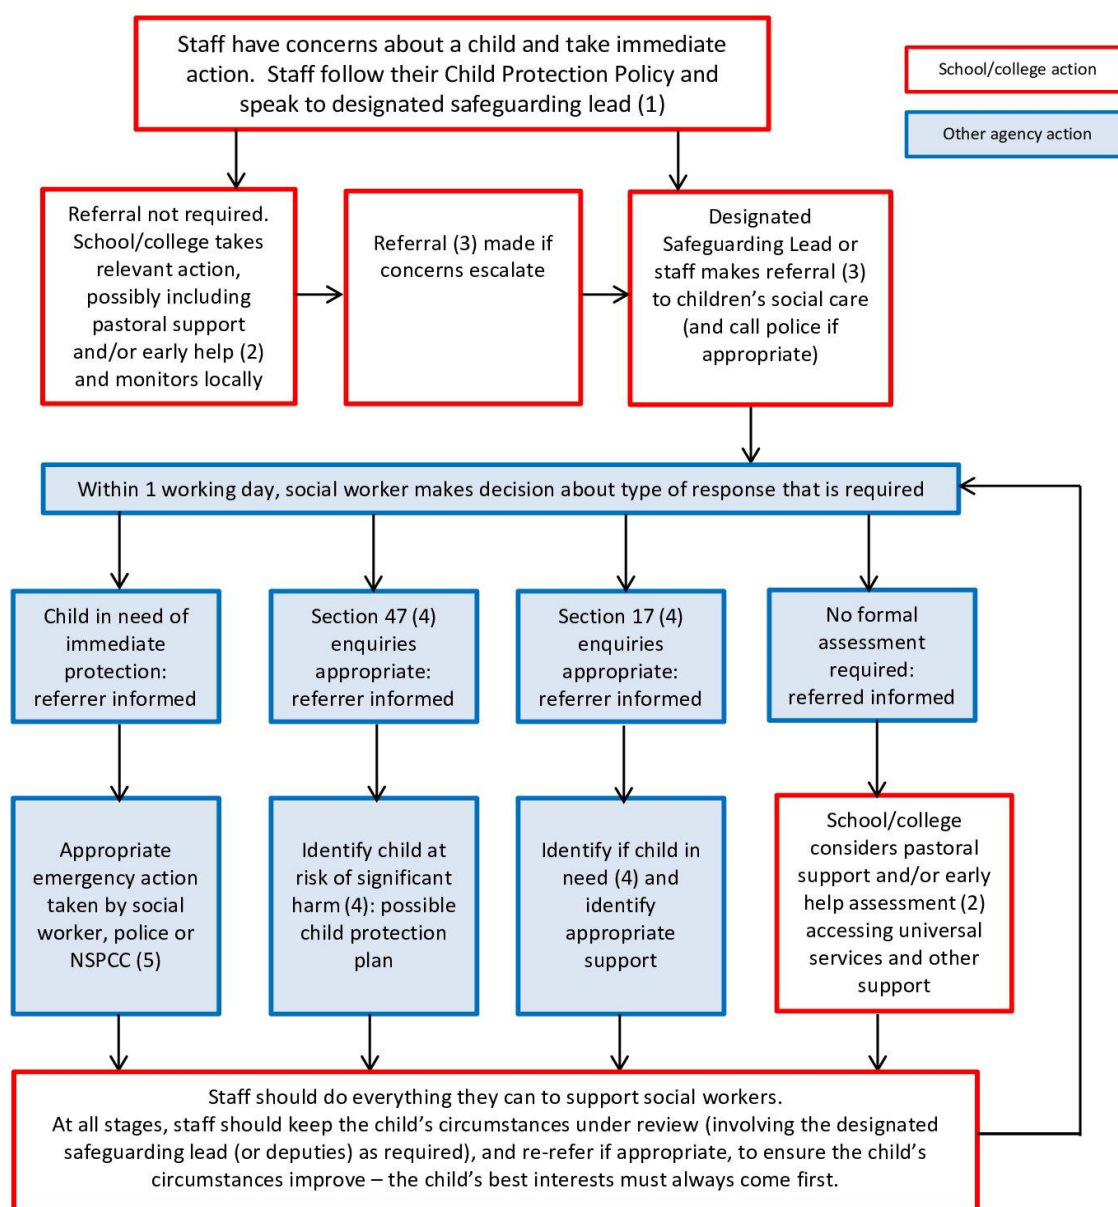 Staff have concerns about a child and take immediate
action. Staff follow their Child Protection Policy and
speak to designated safeguarding lead (1)
School/college action
Other agency action
Referral not required.
School/college takes
relevant action,
possibly including
pastoral support
and/or early help (2)
and monitors locally
Referral (3) made if
concerns escalate
Designated
Safeguarding Lead or
staff makes referral (3)
to children’s social care
(and call police if
appropriate)
Within 1 working day, social worker makes decision about type of response that is required
Child in need of
immediate
protection:
referrer informed
Section 47 (4)
enquiries
appropriate:
referrer informed
Section 17 (4)
enquiries
appropriate:
referrer informed
No formal
assessment
required:
referred informed
Appropriate
emergency action
taken by social
worker, police or
NSPCC (5)
Identify child at
risk of significant
harm (4): possible
child protection
plan
Identify if child in
need (4) and
identify
appropriate
support
School/college
considers pastoral
support and/or early
help assessment (2)
accessing universal
services and other
support
Staff should do everything they can to support social workers.
At all stages, staff should keep the child’s circumstances under review (involving the designated
safeguarding lead (or deputies) as required), and re-refer if appropriate, to ensure the child’s
circumstances improve – the child’s best interests must always come first.